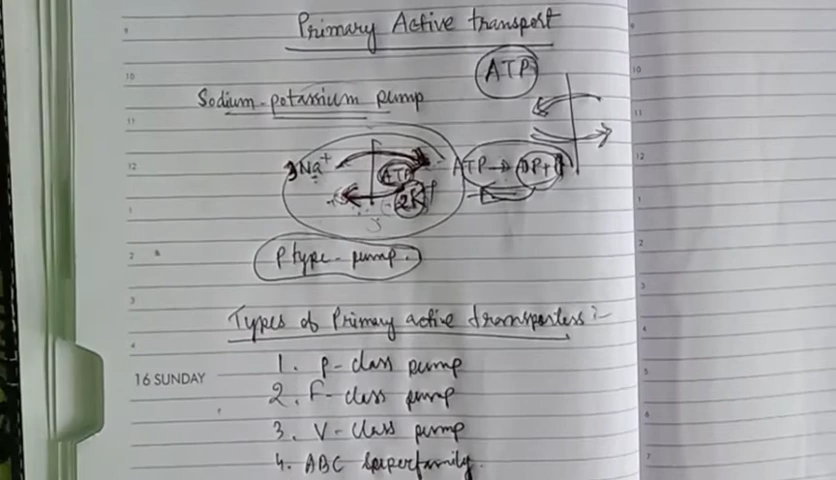 Primary Active transport
ATP
Sodium-potassium pump
3Na+ ATP ATP → ADP+P
2K+
P type-pump.
Types of Primary active transporters:-
1. P-class pump
16 SUNDAY
2. F-class pump
3. V-class pump
4. ABC Superfamily.